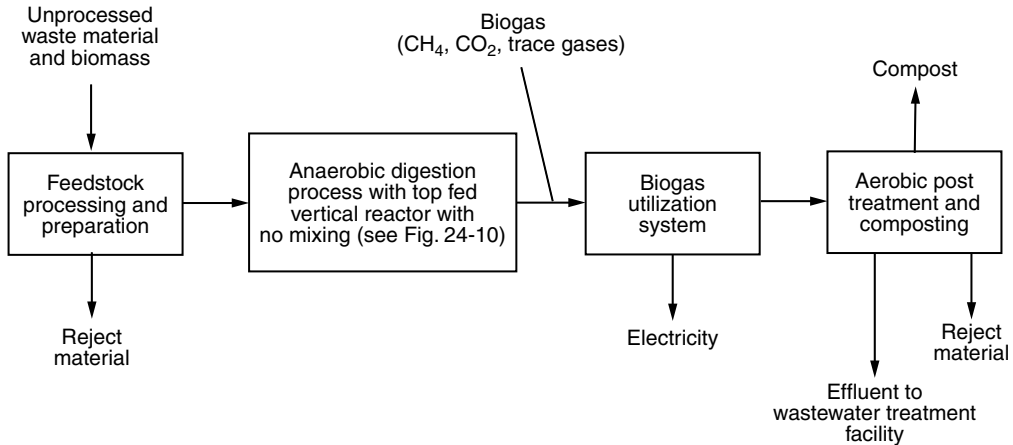 Unprocessed
waste material
and biomass
Biogas
(CH4, CO2, trace gases)
Compost
Feedstock
processing and
preparation
Anaerobic digestion
process with top fed
vertical reactor with
no mixing (see Fig. 24-10)
Biogas
utilization
system
Aerobic post
treatment and
composting
Reject
material
Electricity
Reject
material
Effluent to
wastewater treatment
facility